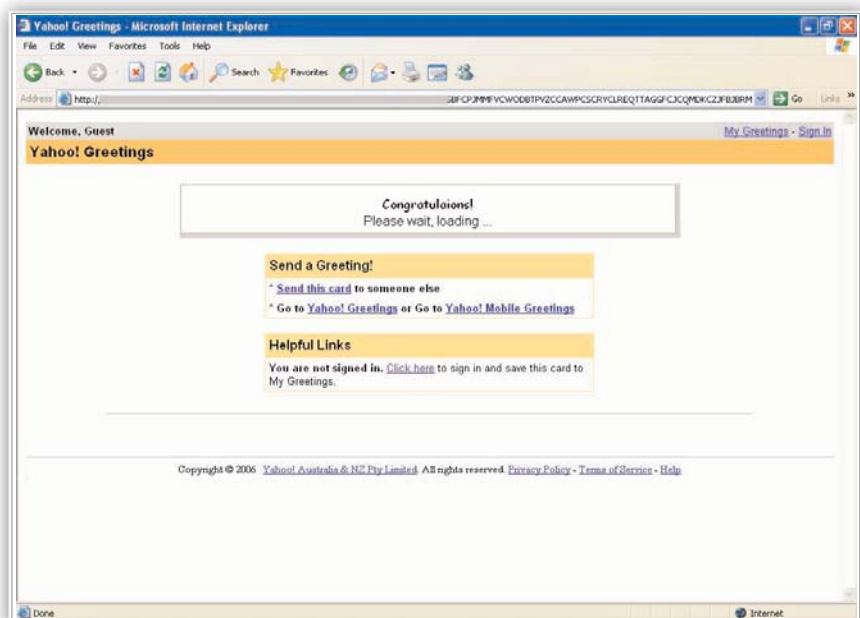 Yahoo! Greetings - Microsoft Internet Explorer
File Edit View Favorites Tools Help
Back Search Favorites
Address http://, GO Links
Welcome, Guest My Greetings - Sign In
Yahoo! Greetings
Congratulaions!
Please wait, loading ...
Send a Greeting!
* Send this card to someone else
* Go to Yahoo! Greetings or Go to Yahoo! Mobile Greetings
Helpful Links
You are not signed in. Click here to sign in and save this card to
My Greetings.
Copyright © 2006 Yahoo! Australia & NZ Pty Limited. All rights reserved. Privacy Policy - Terms of Service - Help
Done Internet